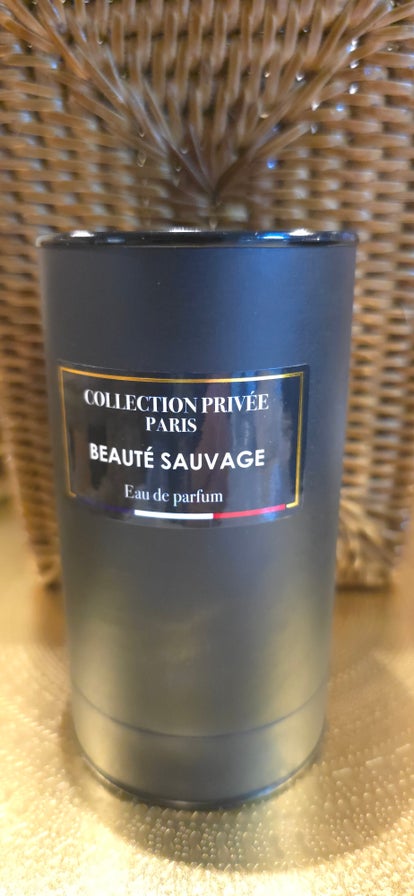 COLLECTION PRIVÉE
PARIS
BEAUTÉ SAUVAGE
Eau de parfum